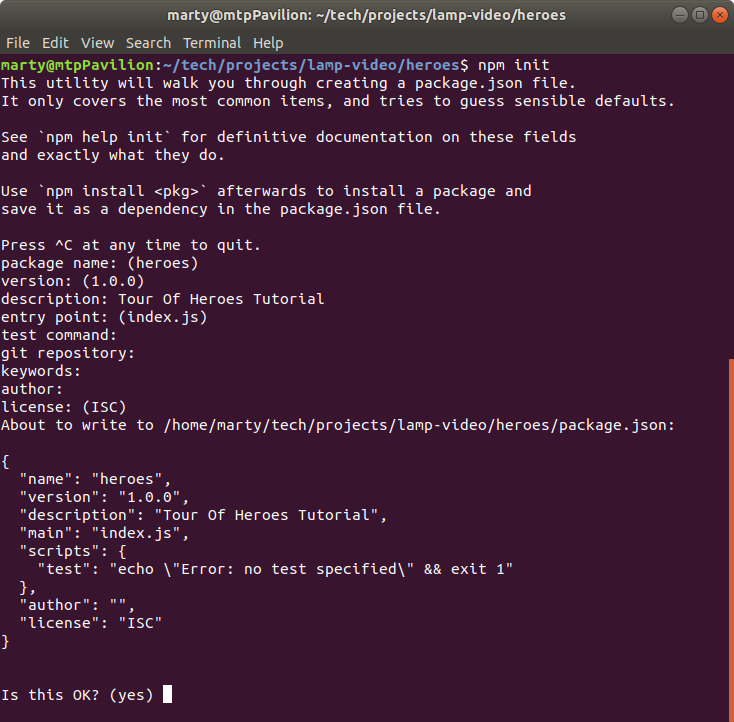 marty@mtpPavilion: ~/tech/projects/lamp-video/heroes
File Edit View Search Terminal Help
marty@mtpPavilion:~/tech/projects/lamp-video/heroes$ npm init
This utility will walk you through creating a package.json file.
It only covers the most common items, and tries to guess sensible defaults.

See `npm help init` for definitive documentation on these fields
and exactly what they do.

Use `npm install <pkg>` afterwards to install a package and
save it as a dependency in the package.json file.

Press ^C at any time to quit.
package name: (heroes)
version: (1.0.0)
description: Tour Of Heroes Tutorial
entry point: (index.js)
test command:
git repository:
keywords:
author:
license: (ISC)
About to write to /home/marty/tech/projects/lamp-video/heroes/package.json:

{
  "name": "heroes",
  "version": "1.0.0",
  "description": "Tour Of Heroes Tutorial",
  "main": "index.js",
  "scripts": {
    "test": "echo \"Error: no test specified\" && exit 1"
  },
  "author": "",
  "license": "ISC"
}

Is this OK? (yes)